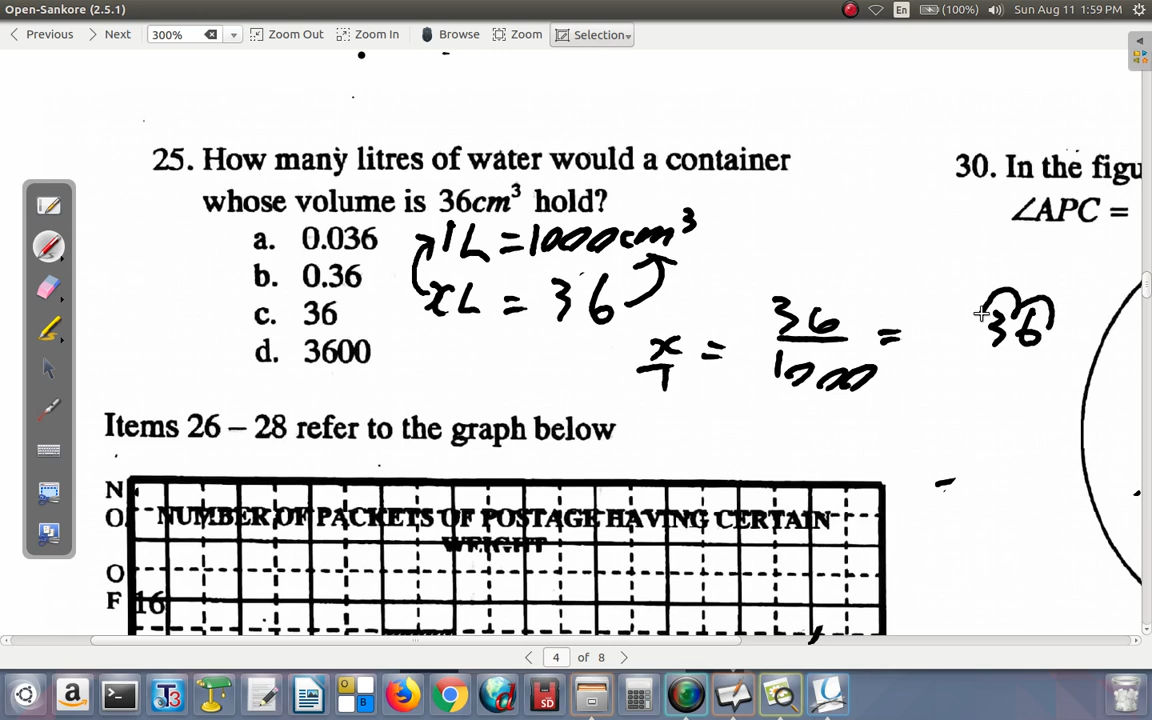 Open-Sankore (2.5.1)
En (100%) Sun Aug 11 1:59 PM
Previous Next 300% Zoom Out Zoom In Browse Zoom Selection
25. How many litres of water would a container
whose volume is 36cm³ hold?
a. 0.036
b. 0.36
c. 36
d. 3600
1L = 1000cm³
xL = 36
x/1 = 36/1000 =
36
30. In the figu
∠APC =
Items 26 – 28 refer to the graph below
NUMBER OF PACKETS OF POSTAGE HAVING CERTAIN
WEIGHT
N
O.
O
F
16
4 of 8